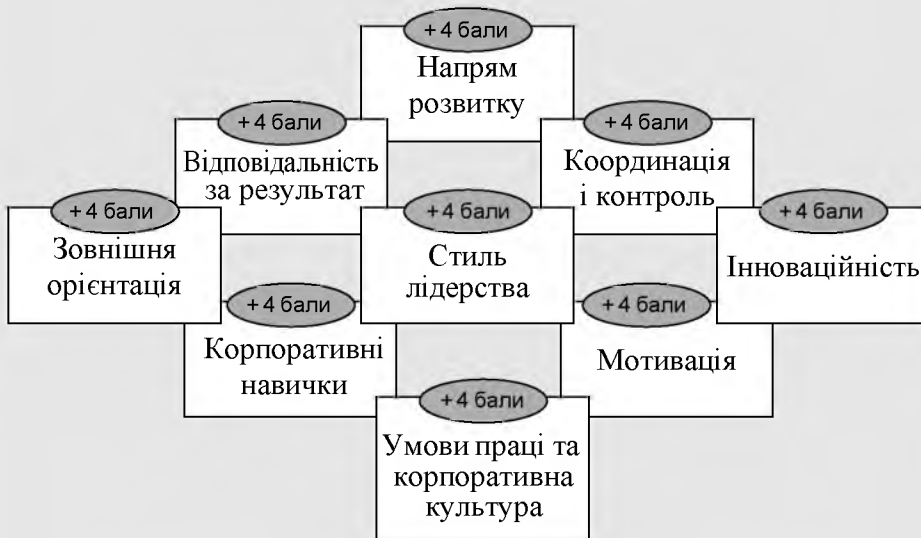 +4 бали
Напрям
розвитку
+4 бали
Відповідальність
за результат
+4 бали
Координація
і контроль
+4 бали
Зовнішня
орієнтація
+4 бали
Стиль
лідерства
+4 бали
Інноваційність
+4 бали
Корпоративні
навички
+4 бали
Мотивація
+4 бали
Умови праці та
корпоративна
культура